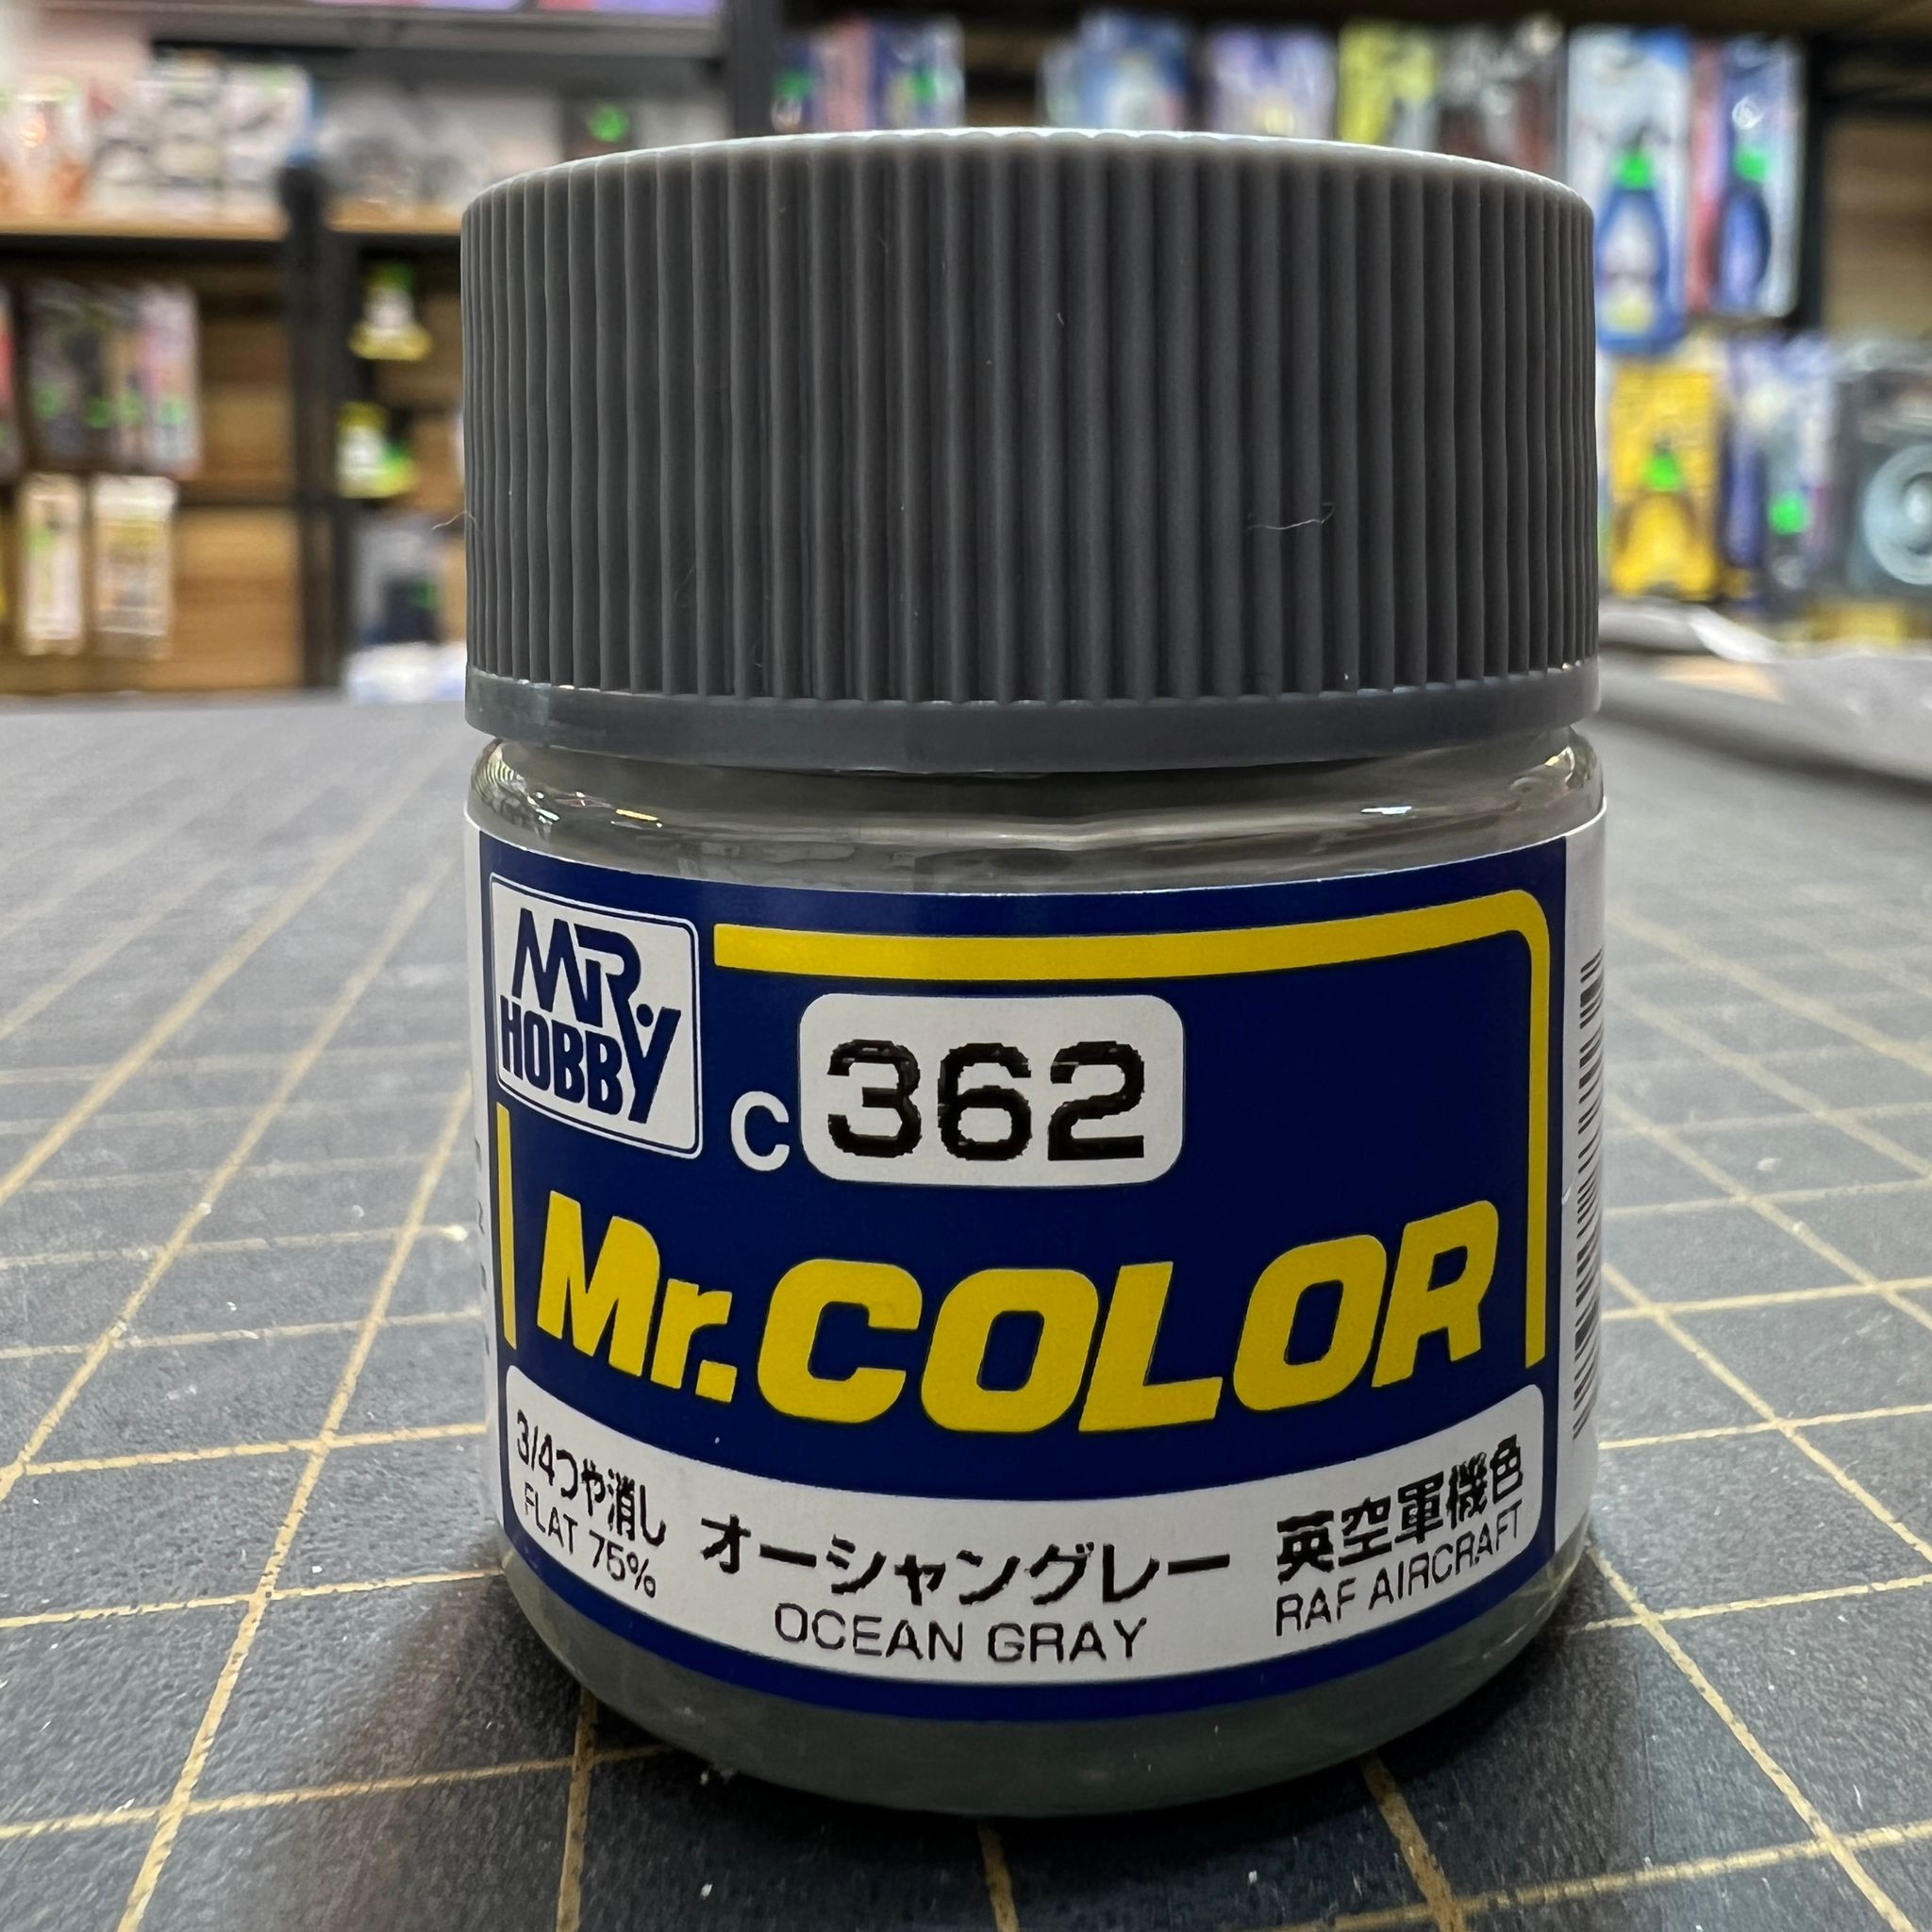 MR.
HOBBY
C 362
Mr.COLOR
3/4つや消し
FLAT 75%
オーシャングレー
OCEAN GRAY
英空軍機色
RAF AIRCRAFT